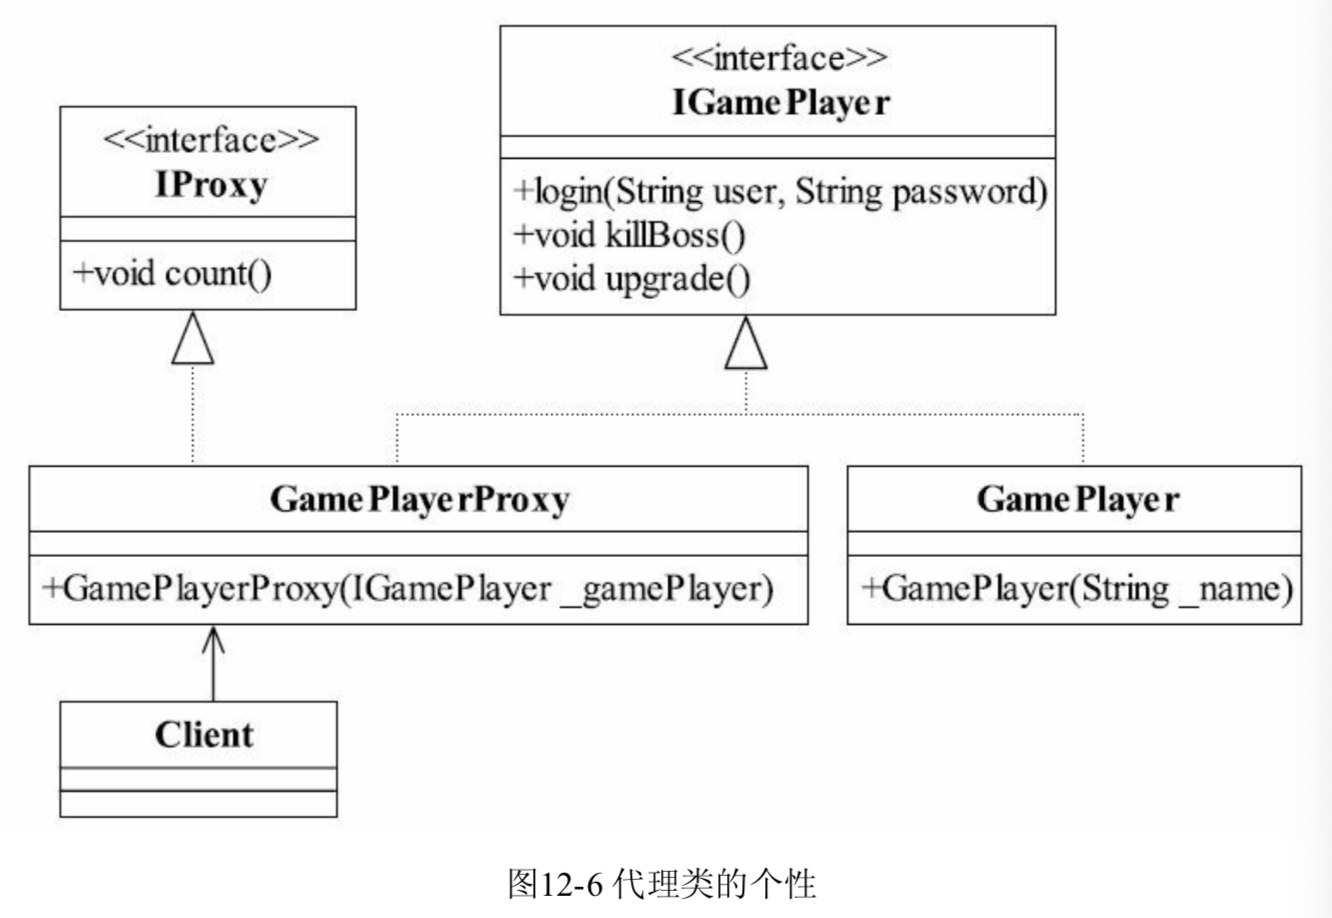 <<interface>>
IProxy
+void count()
<<interface>>
IGamePlayer
+login(String user, String password)
+void killBoss()
+void upgrade()
GamePlayerProxy
+GamePlayerProxy(IGamePlayer _gamePlayer)
GamePlayer
+GamePlayer(String _name)
Client
图12-6 代理类的个性